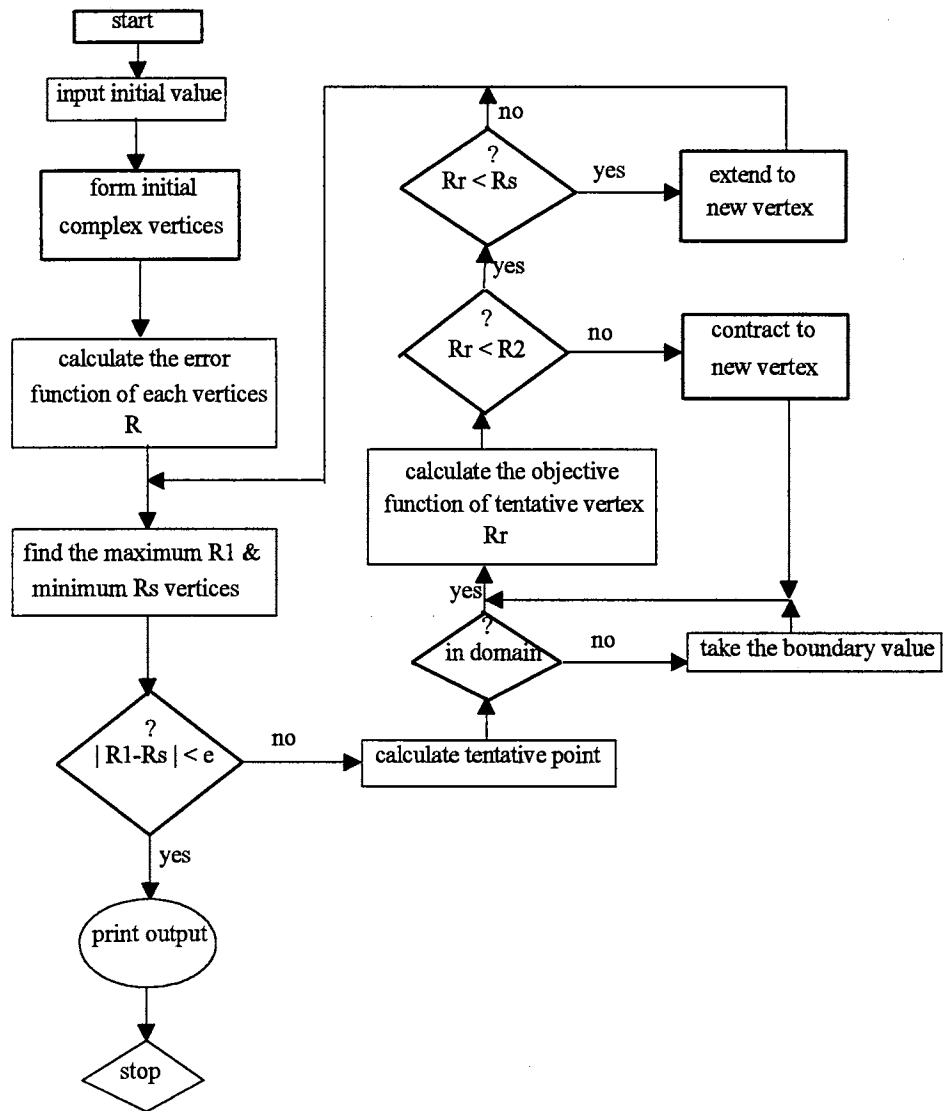 start
input initial value
form initial
complex vertices
calculate the error
function of each vertices
R
find the maximum R1 &
minimum Rs vertices
?
| R1-Rs | < e
no
yes
print output
stop
calculate tentative point
?
in domain
no
take the boundary value
yes
calculate the objective
function of tentative vertex
Rr
?
Rr < R2
no
contract to
new vertex
yes
?
Rr < Rs
yes
extend to
new vertex
no